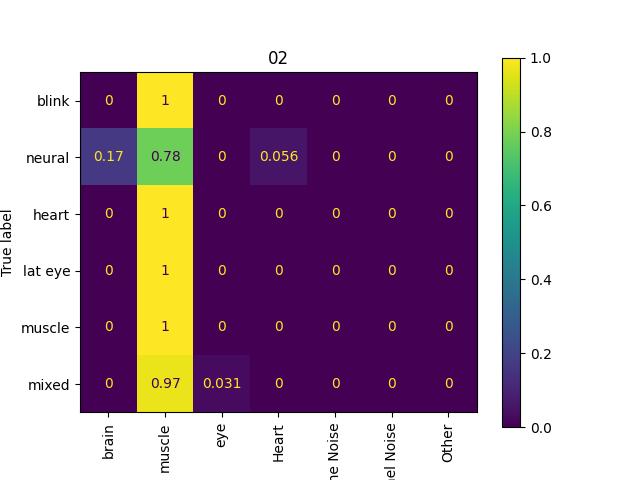 02
1.0
blink 0 1 0 0 0 0 0
0.8
neural 0.17 0.78 0 0.056 0 0 0
0.6
heart 0 1 0 0 0 0 0
True label
lat eye 0 1 0 0 0 0 0
0.4
muscle 0 1 0 0 0 0 0
0.2
mixed 0 0.97 0.031 0 0 0 0
0.0
brain muscle eye Heart Noise Noise Other